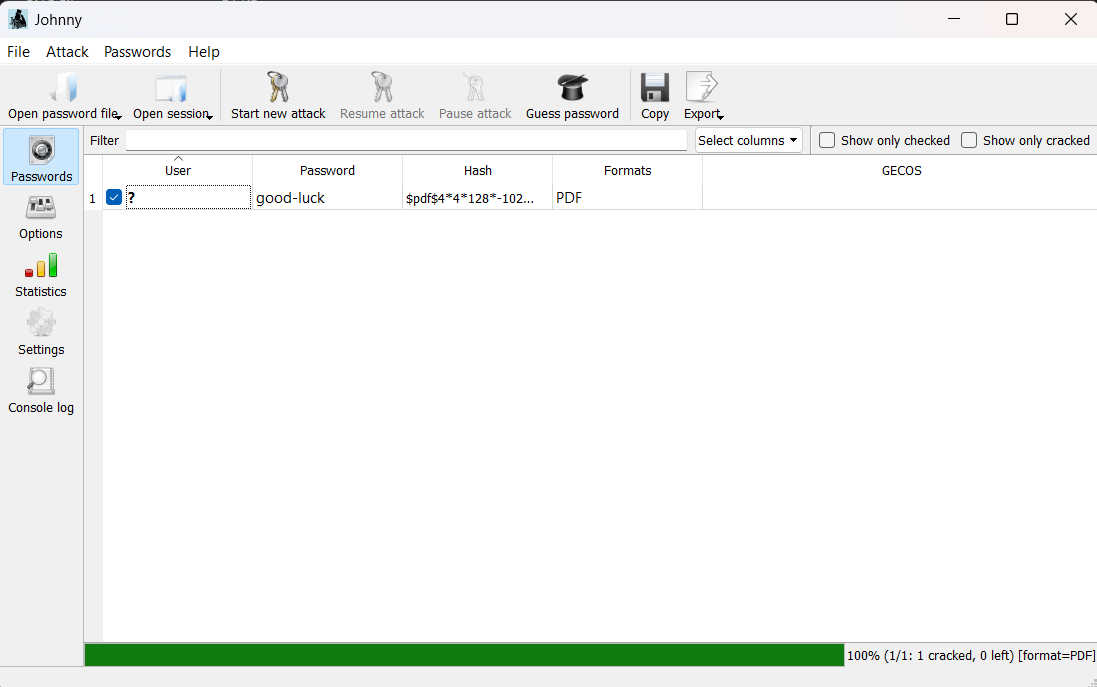 Johnny
File Attack Passwords Help
Open password file Open session Start new attack Resume attack Pause attack Guess password Copy Export
Passwords
Options
Statistics
Settings
Console log
Filter Select columns Show only checked Show only cracked
User Password Hash Formats GECOS
1 ? good-luck $pdf$4*4*128*-102... PDF
100% (1/1: 1 cracked, 0 left) [format=PDF]